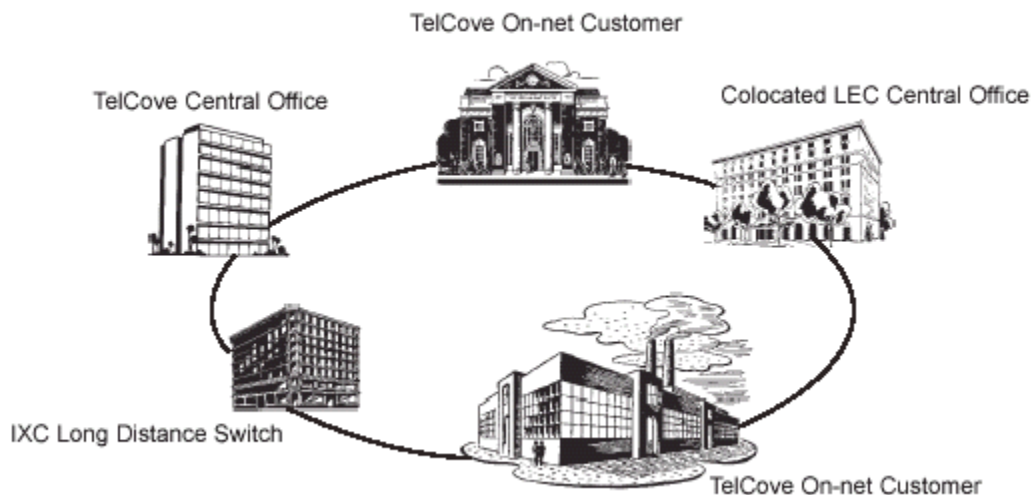 TelCove On-net Customer
TelCove Central Office
Colocated LEC Central Office
IXC Long Distance Switch
TelCove On-net Customer